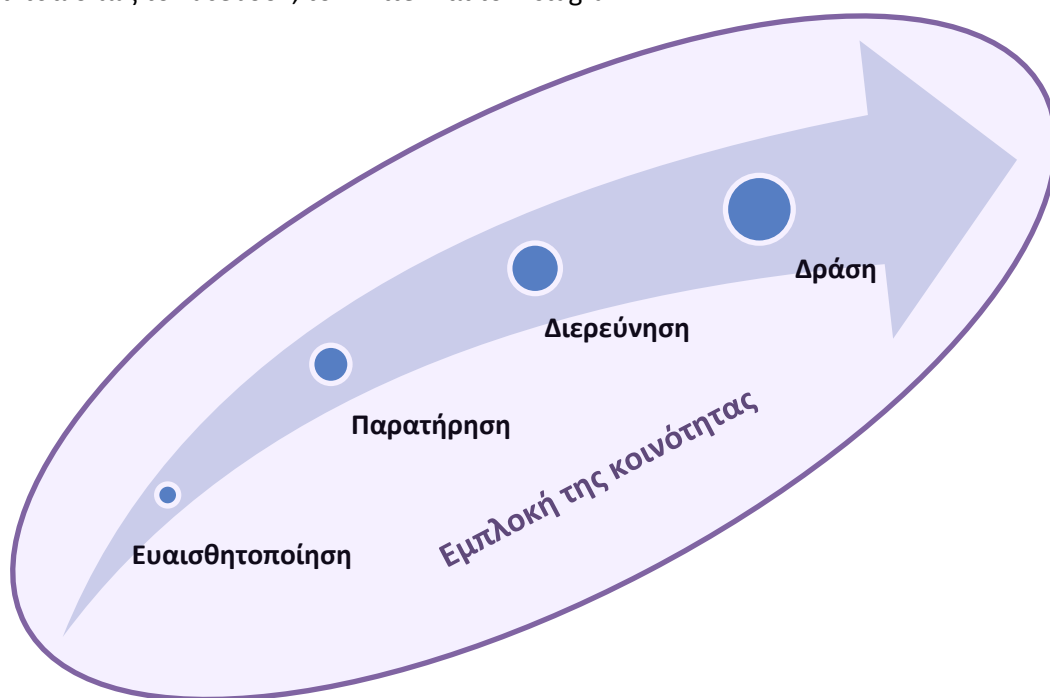 Δράση
Διερεύνηση
Παρατήρηση
Εμπλοκή της κοινότητας
Ευαισθητοποίηση